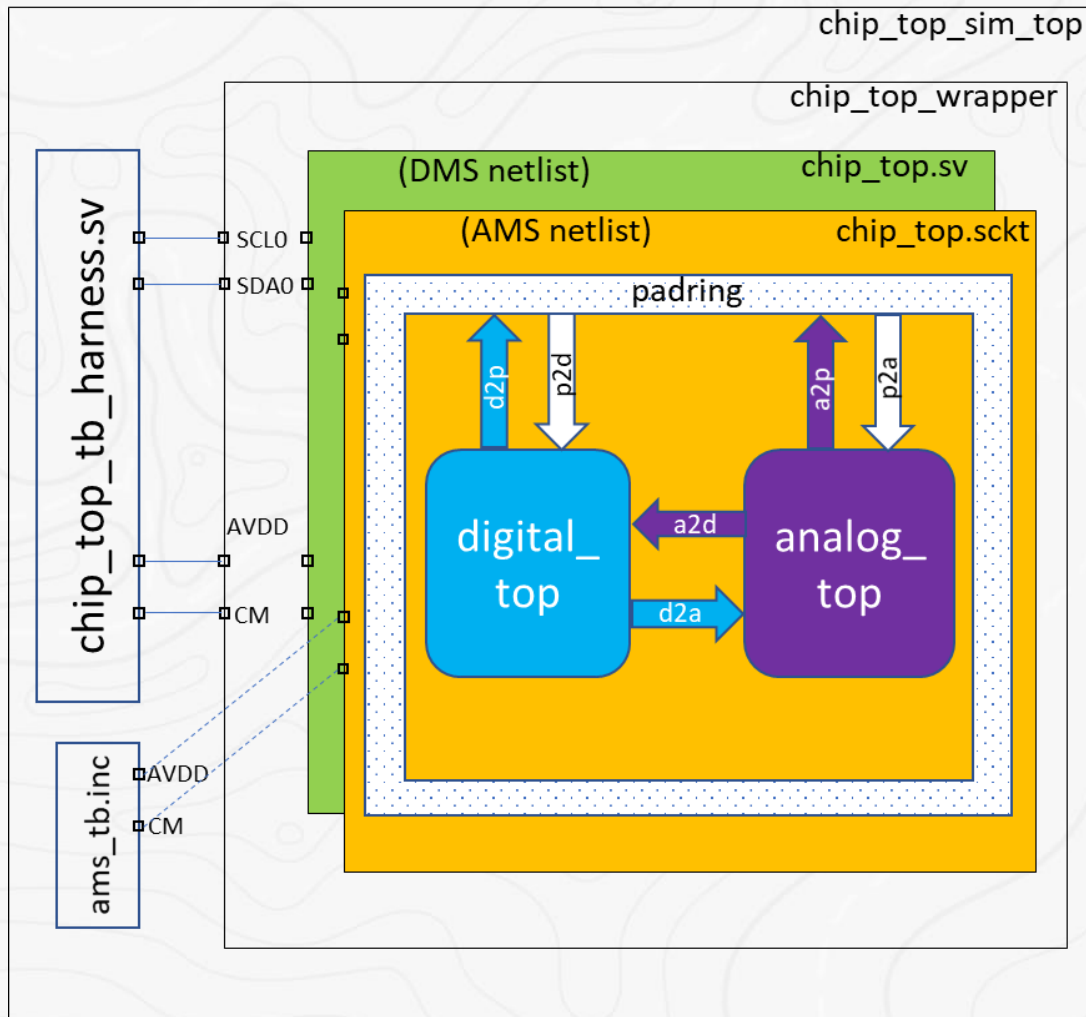 chip_top_sim_top
chip_top_wrapper
(DMS netlist)
chip_top.sv
(AMS netlist)
chip_top.sckt
padring
chip_top_tb_harness.sv
SCL0
SDA0
AVDD
CM
d2p
p2d
a2p
p2a
digital_
top
a2d
d2a
analog_
top
ams_tb.inc
AVDD
CM